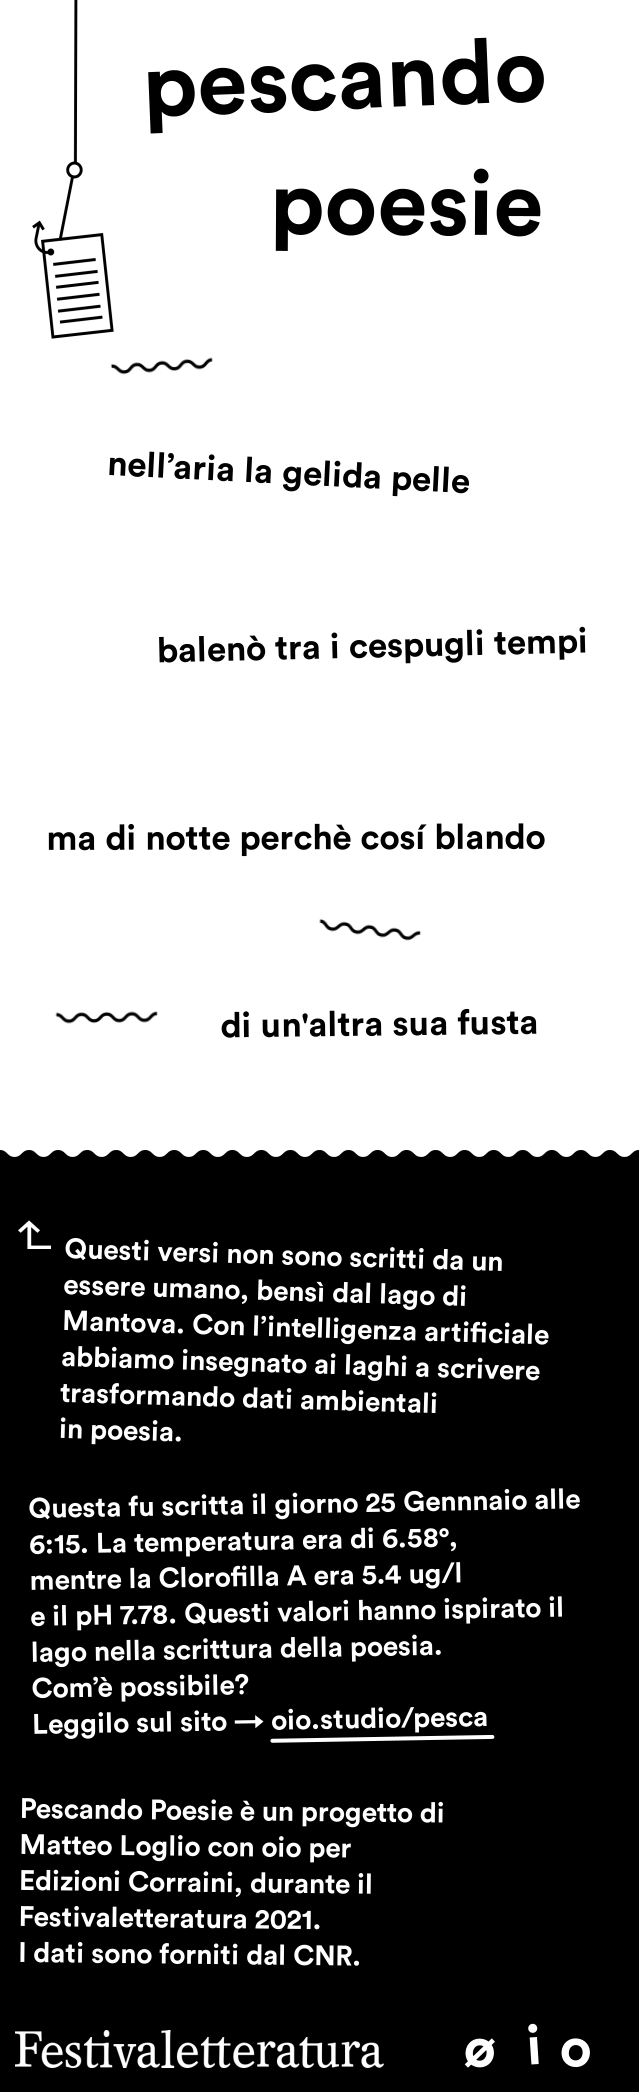 pescando
poesie
nell’aria la gelida pelle
balenò tra i cespugli tempi
ma di notte perchè cosí blando
di un'altra sua fusta
Questi versi non sono scritti da un
essere umano, bensì dal lago di
Mantova. Con l’intelligenza artificiale
abbiamo insegnato ai laghi a scrivere
trasformando dati ambientali
in poesia.
Questa fu scritta il giorno 25 Gennnaio alle
6:15. La temperatura era di 6.58°,
mentre la Clorofilla A era 5.4 ug/l
e il pH 7.78. Questi valori hanno ispirato il
lago nella scrittura della poesia.
Com’è possibile?
Leggilo sul sito → oio.studio/pesca
Pescando Poesie è un progetto di
Matteo Loglio con oio per
Edizioni Corraini, durante il
Festivaletteratura 2021.
I dati sono forniti dal CNR.
Festivaletteratura ø i o